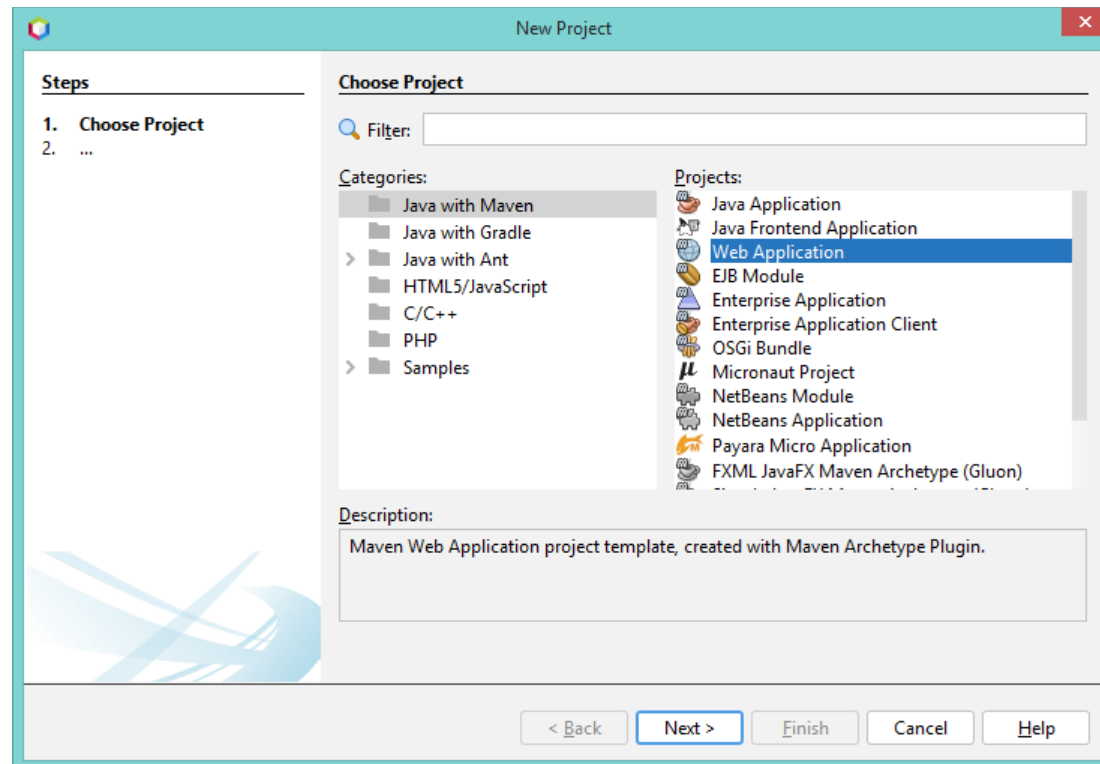 New Project
Steps
1. Choose Project
2. ...
Choose Project
Filter:
Categories:
Java with Maven
Java with Gradle
Java with Ant
HTML5/JavaScript
C/C++
PHP
Samples
Projects:
Java Application
Java Frontend Application
Web Application
EJB Module
Enterprise Application
Enterprise Application Client
OSGi Bundle
Micronaut Project
NetBeans Module
NetBeans Application
Payara Micro Application
FXML JavaFX Maven Archetype (Gluon)
Description:
Maven Web Application project template, created with Maven Archetype Plugin.
< Back
Next >
Finish
Cancel
Help